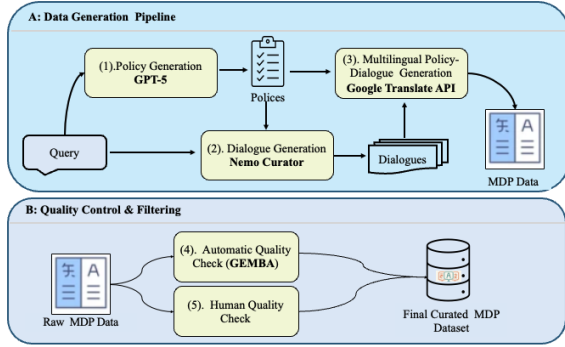 A: Data Generation Pipeline
(1).Policy Generation
GPT-5
Polices
(3). Multilingual Policy-
Dialogue Generation
Google Translate API
Query
(2). Dialogue Generation
Nemo Curator
Dialogues
矢 A
MDP Data
B: Quality Control & Filtering
矢 A
Raw MDP Data
(4). Automatic Quality
Check (GEMBA)
(5). Human Quality
Check
Final Curated MDP
Dataset